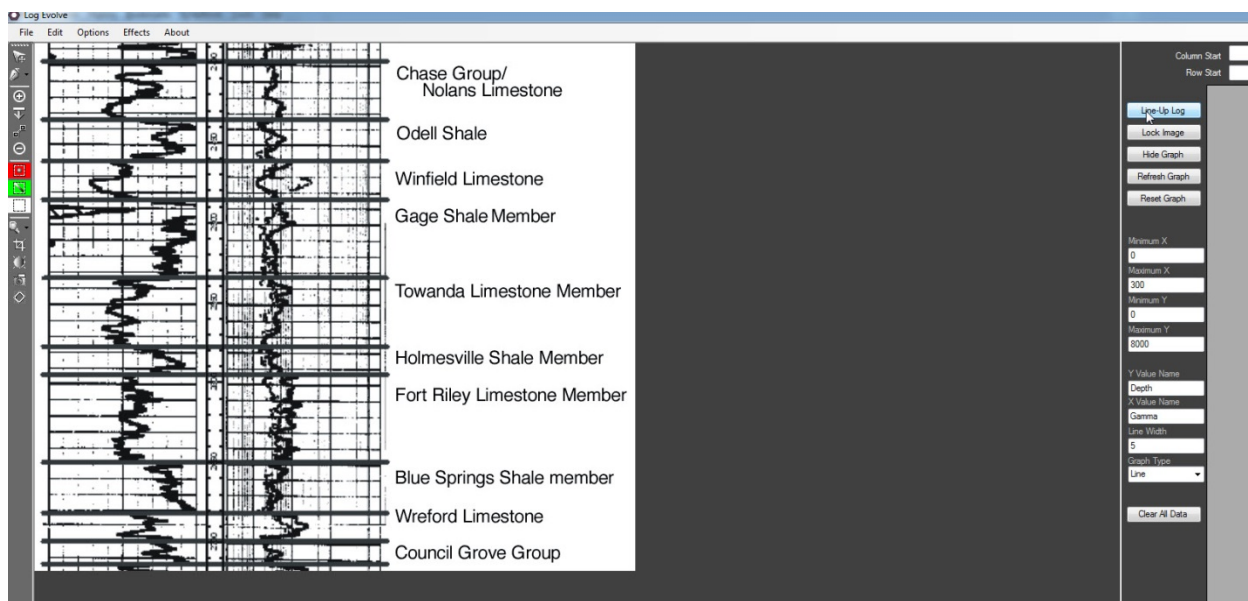 Log Evolve
File Edit Options Effects About
Column Start
Row Start
Chase Group/
Nolans Limestone
Odell Shale
Winfield Limestone
Gage Shale Member
Towanda Limestone Member
Holmesville Shale Member
Fort Riley Limestone Member
Blue Springs Shale member
Wreford Limestone
Council Grove Group
Line-Up Log
Lock Image
Hide Graph
Refresh Graph
Reset Graph
Minimum X
0
Maximum X
300
Minimum Y
0
Maximum Y
8000
Y Value Name
Depth
X Value Name
Gamma
Line Width
5
Graph Type
Line
Clear All Data